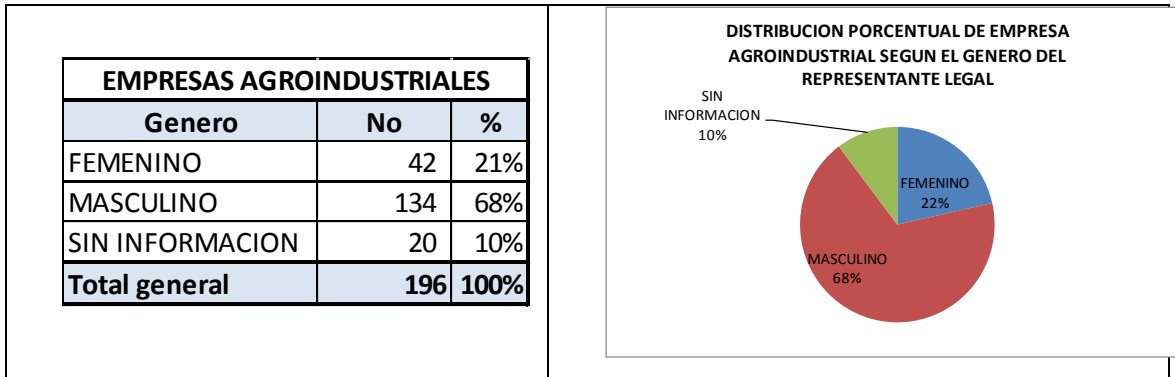 EMPRESAS AGROINDUSTRIALES
Genero No %
FEMENINO 42 21%
MASCULINO 134 68%
SIN INFORMACION 20 10%
Total general 196 100%
DISTRIBUCION PORCENTUAL DE EMPRESA
AGROINDUSTRIAL SEGUN EL GENERO DEL
REPRESENTANTE LEGAL
SIN
INFORMACION
10%
FEMENINO
22%
MASCULINO
68%